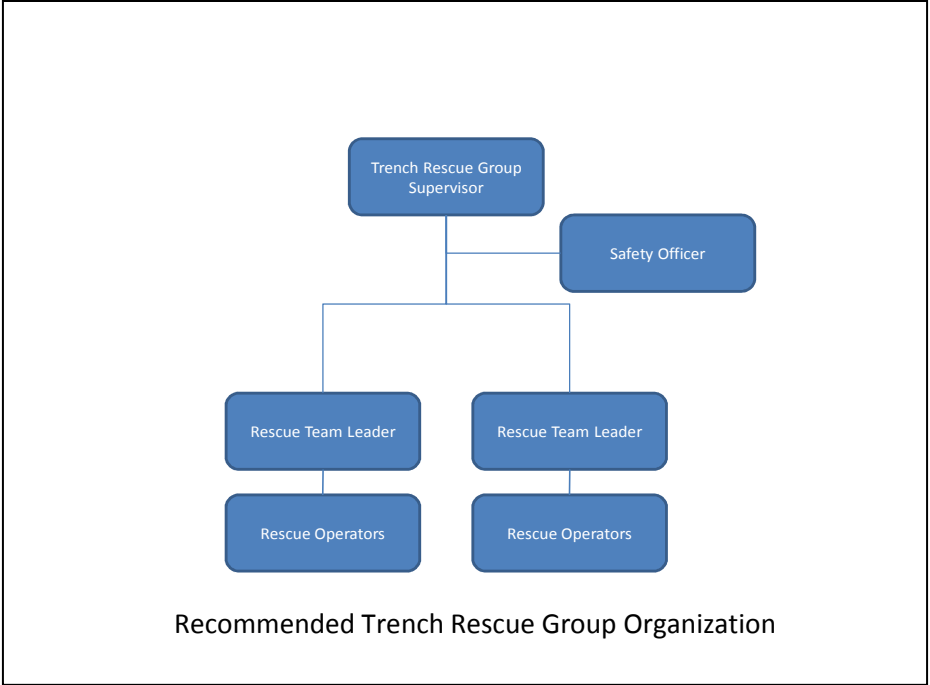 Trench Rescue Group
Supervisor
Safety Officer
Rescue Team Leader
Rescue Team Leader
Rescue Operators
Rescue Operators
Recommended Trench Rescue Group Organization